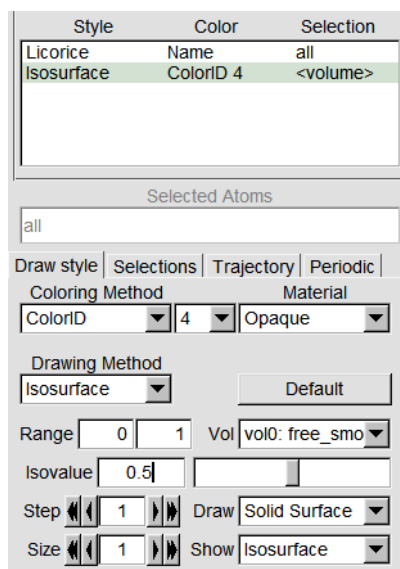 Style Color Selection
Licorice Name all
Isosurface ColorID 4 <volume>
Selected Atoms
all
Draw style Selections Trajectory Periodic
Coloring Method Material
ColorID 4 Opaque
Drawing Method
Isosurface Default
Range 0 1 Vol vol0: free_smo
Isovalue 0.5
Step 1 Draw Solid Surface
Size 1 Show Isosurface